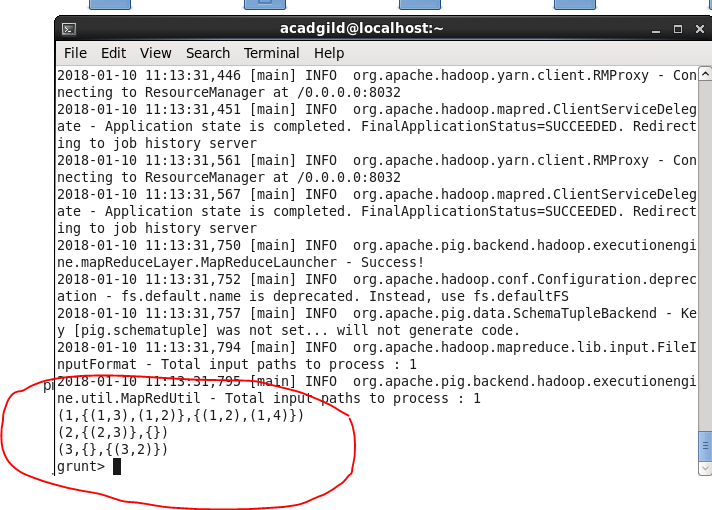 acadgild@localhost:~
File Edit View Search Terminal Help
2018-01-10 11:13:31,446 [main] INFO  org.apache.hadoop.yarn.client.RMProxy - Con
necting to ResourceManager at /0.0.0.0:8032
2018-01-10 11:13:31,451 [main] INFO  org.apache.hadoop.mapred.ClientServiceDeleg
ate - Application state is completed. FinalApplicationStatus=SUCCEEDED. Redirect
ing to job history server
2018-01-10 11:13:31,561 [main] INFO  org.apache.hadoop.yarn.client.RMProxy - Con
necting to ResourceManager at /0.0.0.0:8032
2018-01-10 11:13:31,567 [main] INFO  org.apache.hadoop.mapred.ClientServiceDeleg
ate - Application state is completed. FinalApplicationStatus=SUCCEEDED. Redirect
ing to job history server
2018-01-10 11:13:31,750 [main] INFO  org.apache.pig.backend.hadoop.executionengi
ne.mapReduceLayer.MapReduceLauncher - Success!
2018-01-10 11:13:31,752 [main] INFO  org.apache.hadoop.conf.Configuration.deprec
ation - fs.default.name is deprecated. Instead, use fs.defaultFS
2018-01-10 11:13:31,757 [main] INFO  org.apache.pig.data.SchemaTupleBackend - Ke
y [pig.schematuple] was not set... will not generate code.
2018-01-10 11:13:31,794 [main] INFO  org.apache.hadoop.mapreduce.lib.input.FileI
nputFormat - Total input paths to process : 1
2018-01-10 11:13:31,795 [main] INFO  org.apache.pig.backend.hadoop.executionengi
ne.util.MapRedUtil - Total input paths to process : 1
(1,{(1,3),(1,2)},{(1,2),(1,4)})
(2,{(2,3)},{})
(3,{},{(3,2)})
grunt>